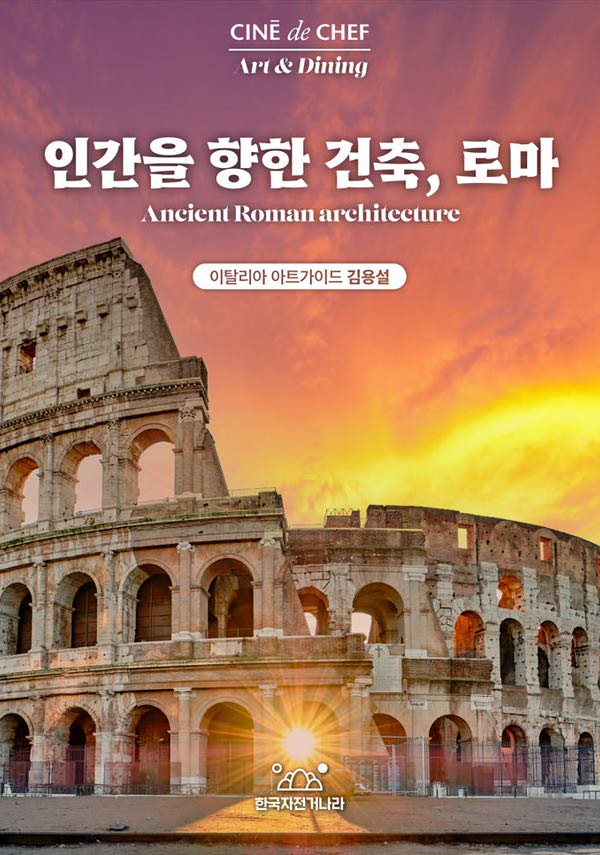 CINĒ de CHEF
Art & Dining
인간을 향한 건축, 로마
Ancient Roman architecture
이탈리아 아트가이드 김용설
한국자전거나라